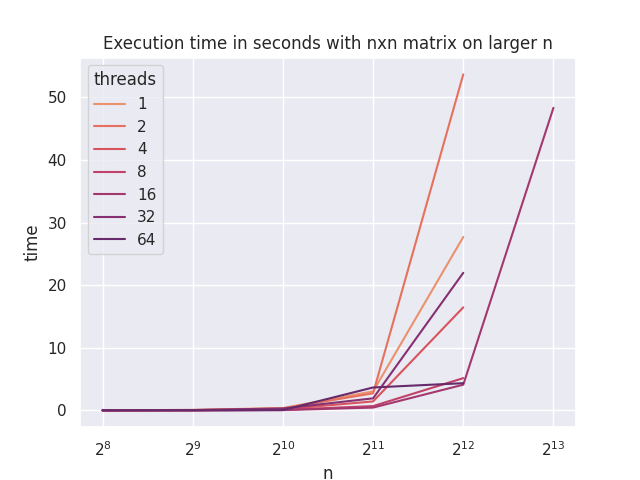 Execution time in seconds with nxn matrix on larger n
threads
1
2
4
8
16
32
64
50
40
30
20
10
0
time
2^8 2^9 2^10 2^11 2^12 2^13
n